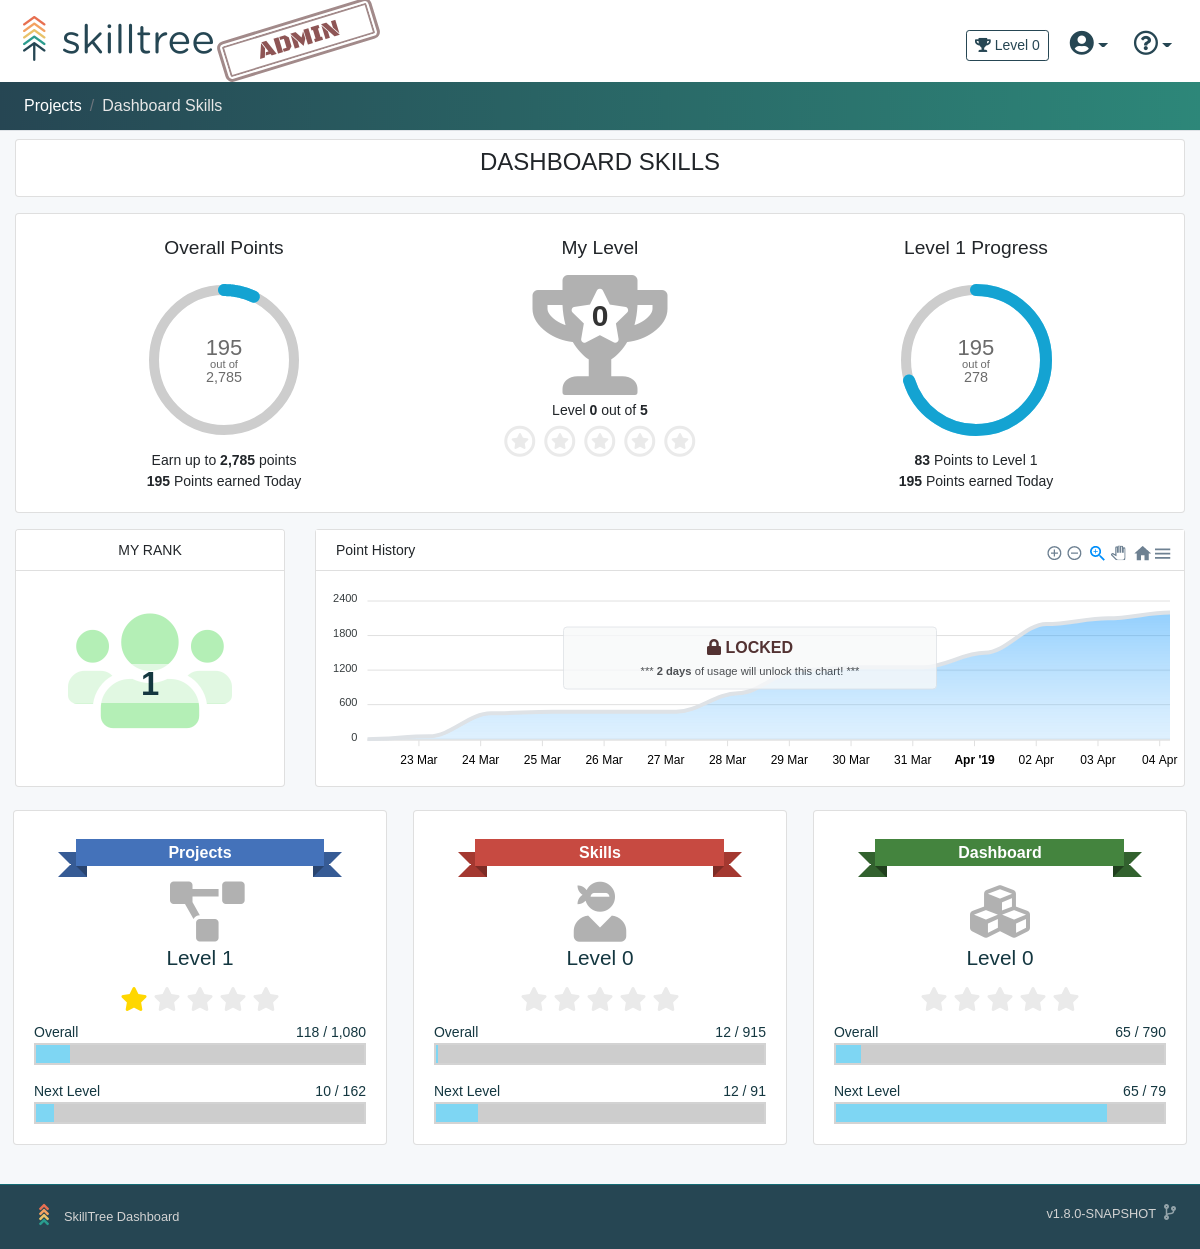 skilltree
ADMIN
Level 0
Projects / Dashboard Skills
DASHBOARD SKILLS
Overall Points
195
out of
2,785
Earn up to 2,785 points
195 Points earned Today
My Level
0
Level 0 out of 5
Level 1 Progress
195
out of
278
83 Points to Level 1
195 Points earned Today
MY RANK
1
Point History
2400
1800
1200
600
0
LOCKED
*** 2 days of usage will unlock this chart! ***
23 Mar 24 Mar 25 Mar 26 Mar 27 Mar 28 Mar 29 Mar 30 Mar 31 Mar Apr '19 02 Apr 03 Apr 04 Apr
Projects
Level 1
Overall 118 / 1,080
Next Level 10 / 162
Skills
Level 0
Overall 12 / 915
Next Level 12 / 91
Dashboard
Level 0
Overall 65 / 790
Next Level 65 / 79
SkillTree Dashboard
v1.8.0-SNAPSHOT